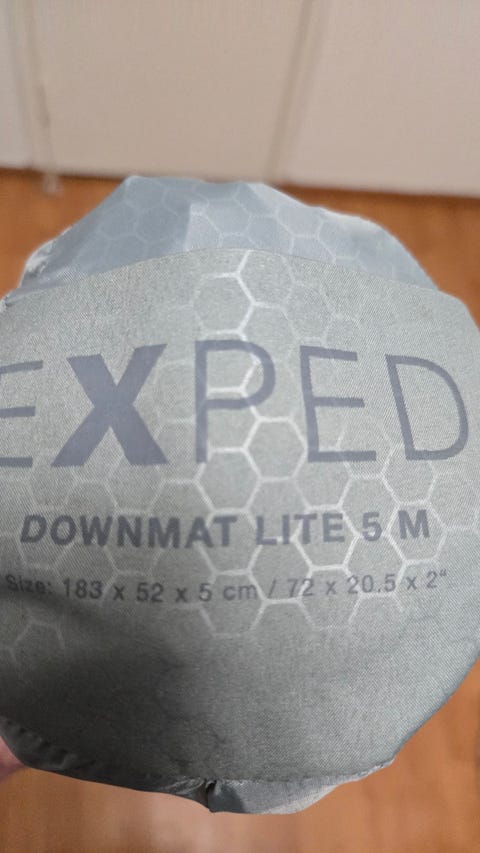 EXPED
DOWNMAT LITE 5 M
Size: 183 x 52 x 5 cm / 72 x 20.5 x 2"